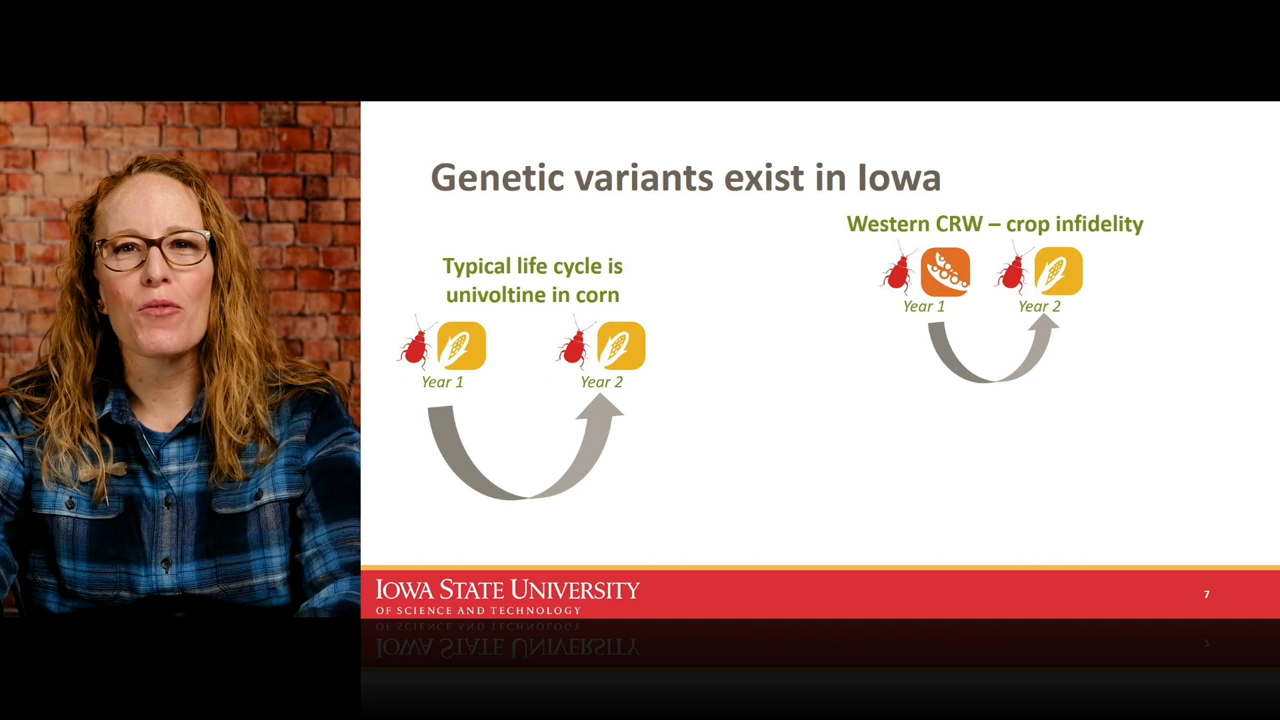 Genetic variants exist in Iowa
Typical life cycle is
univoltine in corn
Year 1
Year 2
Western CRW – crop infidelity
Year 1
Year 2
IOWA STATE UNIVERSITY
OF SCIENCE AND TECHNOLOGY
7